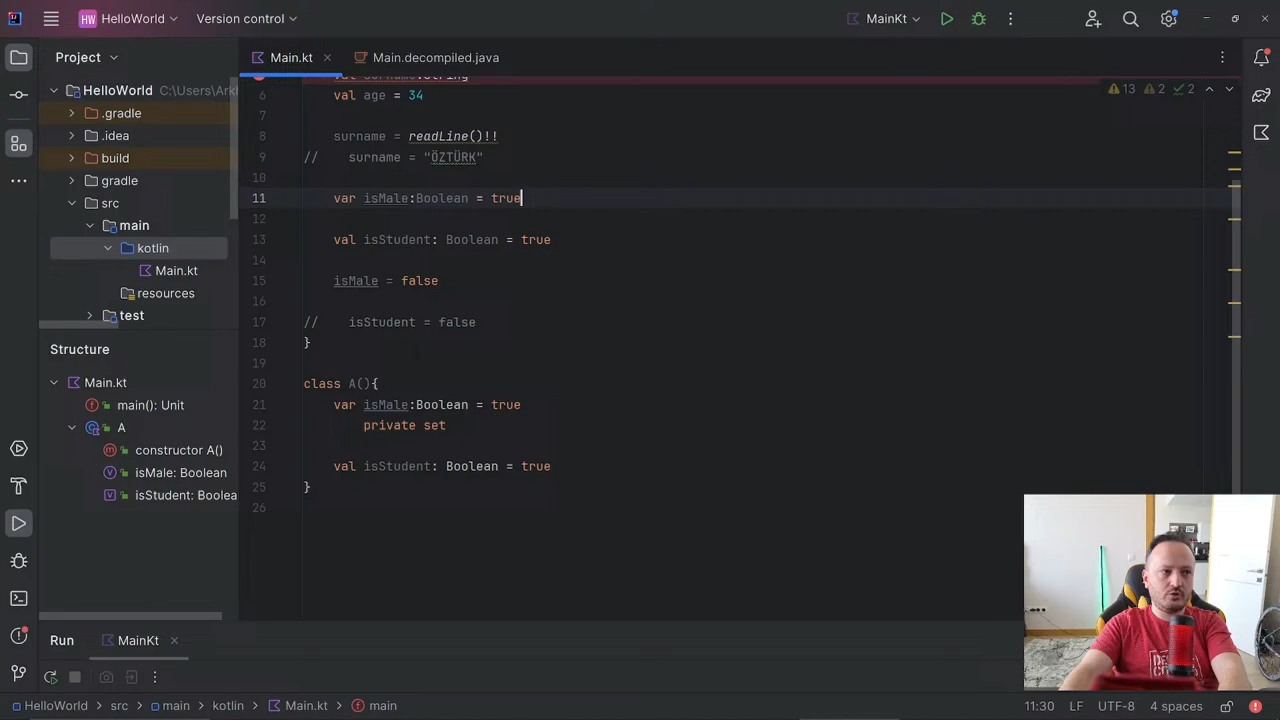 HW HelloWorld Version control MainKt
Project
Main.kt Main.decompiled.java
HelloWorld C:\Users\Ark
.gradle
.idea
build
gradle
src
main
kotlin
Main.kt
resources
test
Structure
Main.kt
main(): Unit
A
constructor A()
isMale: Boolean
isStudent: Boolea
13 2 2
6 val age = 34
7
8 surname = readLine()!!
9 // surname = "ÖZTÜRK"
10
11 var isMale:Boolean = true
12
13 val isStudent: Boolean = true
14
15 isMale = false
16
17 // isStudent = false
18 }
19
20 class A(){
21 var isMale:Boolean = true
22 private set
23
24 val isStudent: Boolean = true
25 }
26
Run MainKt
HelloWorld src main kotlin Main.kt main 11:30 LF UTF-8 4 spaces